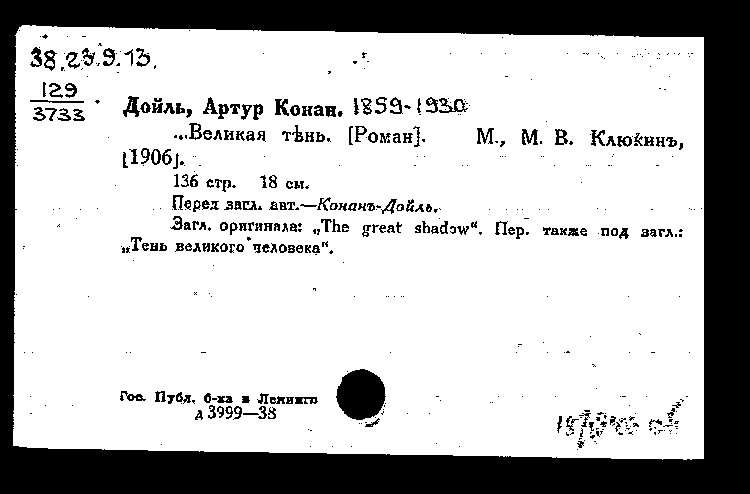 38.23.9.13.
129
3733
Дойль, Артур Конан. 1859-1930
...Великая тѣнь. [Роман]. М., М. В. Клюкинъ,
[1906].
136 стр. 18 см.
Перед загл. авт.—Конанъ-Дойль.
Загл. оригинала: „The great shadow“. Пер. также под загл.:
„Тень великого человека“.
Гос. Публ. б-ка в Ленингр
д 3999—38